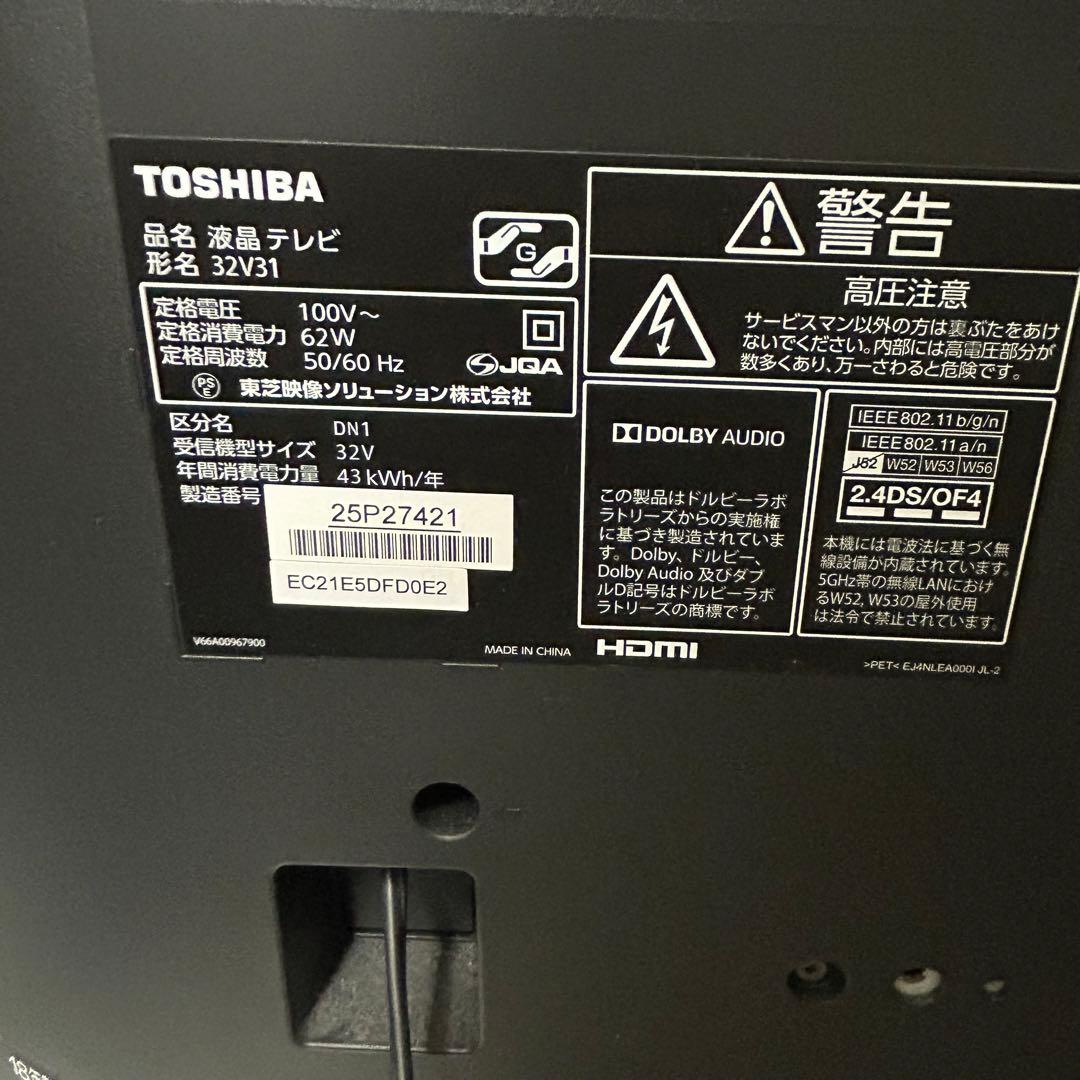 TOSHIBA
品名 液晶テレビ
形名 32V31
G
定格電圧 100V～
定格消費電力 62W
定格周波数 50/60 Hz
JQA
PS
E
東芝映像ソリューション株式会社
区分名 DN1
受信機型サイズ 32V
年間消費電力量 43kWh/年
製造番号
25P27421
EC21E5DFD0E2
V66A00967900
MADE IN CHINA
HDMI
警告
高圧注意
サービスマン以外の方は裏ぶたをあけ
ないでください。内部には高電圧部分が
数多くあり、万一さわると危険です。
DOLBY AUDIO
この製品はドルビーラボ
ラトリーズからの実施権
に基づき製造されていま
す。Dolby、ドルビー、
Dolby Audio 及びダブ
ルD記号はドルビーラボ
ラトリーズの商標です。
IEEE802.11b/g/n
IEEE802.11a/n
J52 W52 W53 W56
2.4DS/OF4
本機には電波法に基づく無
線設備が内蔵されています。
5GHz帯の無線LANにおけ
るW52, W53の屋外使用
は法令で禁止されています。
>PET< EJ4NLEA000I JL-2